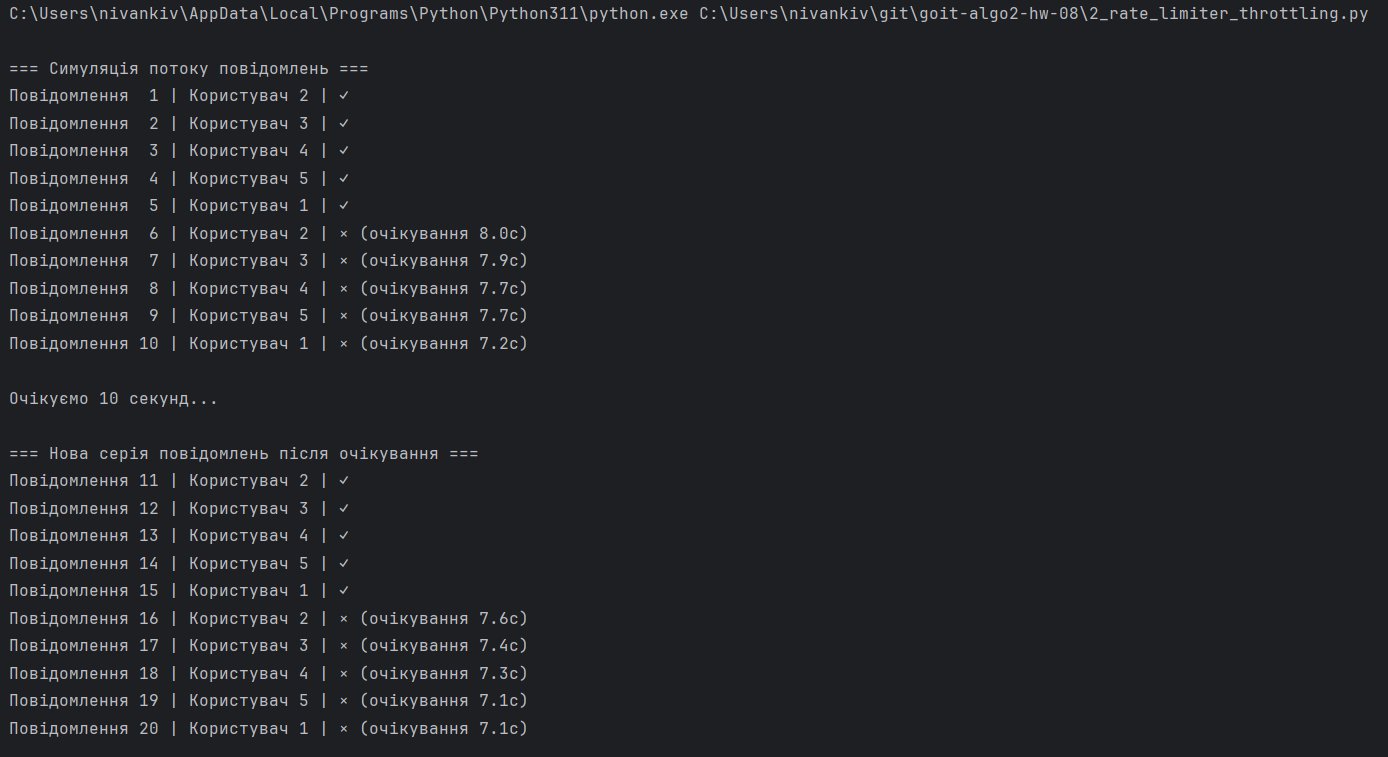 C:\Users\nivankiv\AppData\Local\Programs\Python\Python311\python.exe C:\Users\nivankiv\git\goit-algo2-hw-08\2_rate_limiter_throttling.py
=== Симуляція потоку повідомлень ===
Повідомлення  1 | Користувач 2 | ✓
Повідомлення  2 | Користувач 3 | ✓
Повідомлення  3 | Користувач 4 | ✓
Повідомлення  4 | Користувач 5 | ✓
Повідомлення  5 | Користувач 1 | ✓
Повідомлення  6 | Користувач 2 | × (очікування 8.0с)
Повідомлення  7 | Користувач 3 | × (очікування 7.9с)
Повідомлення  8 | Користувач 4 | × (очікування 7.7с)
Повідомлення  9 | Користувач 5 | × (очікування 7.7с)
Повідомлення 10 | Користувач 1 | × (очікування 7.2с)
Очікуємо 10 секунд...
=== Нова серія повідомлень після очікування ===
Повідомлення 11 | Користувач 2 | ✓
Повідомлення 12 | Користувач 3 | ✓
Повідомлення 13 | Користувач 4 | ✓
Повідомлення 14 | Користувач 5 | ✓
Повідомлення 15 | Користувач 1 | ✓
Повідомлення 16 | Користувач 2 | × (очікування 7.6с)
Повідомлення 17 | Користувач 3 | × (очікування 7.4с)
Повідомлення 18 | Користувач 4 | × (очікування 7.3с)
Повідомлення 19 | Користувач 5 | × (очікування 7.1с)
Повідомлення 20 | Користувач 1 | × (очікування 7.1с)